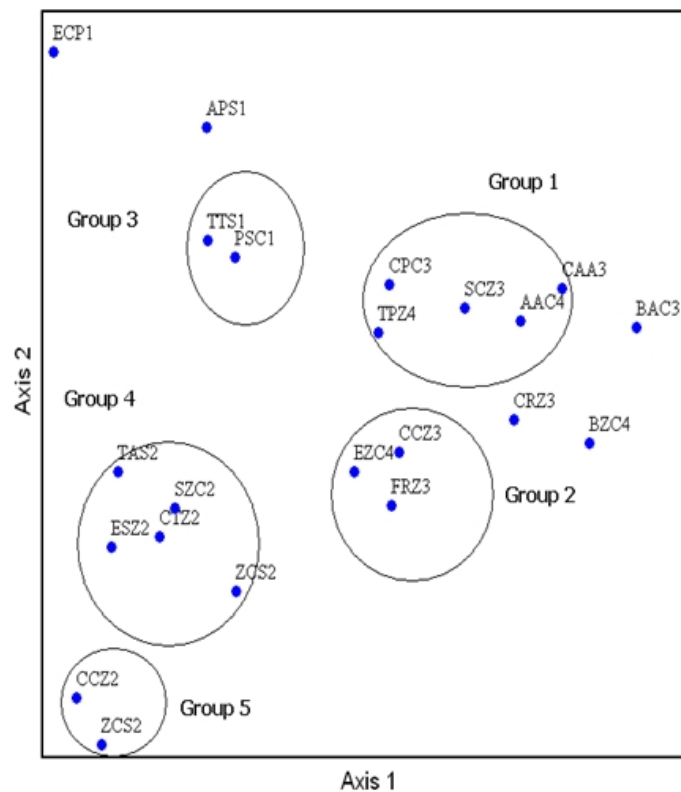 ECP1
APS1
Group 1
Group 3
TTS1
PSC1
CPC3
SCZ3
CAA3
AAC4
BAC3
TPZ4
Axis 2
Group 4
CRZ3
BZC4
TAS2
EZC4
CCZ3
SZC2
FRZ3
Group 2
ESZ2
CTZ2
ZCS2
CCZ2
Group 5
ZCS2
Axis 1